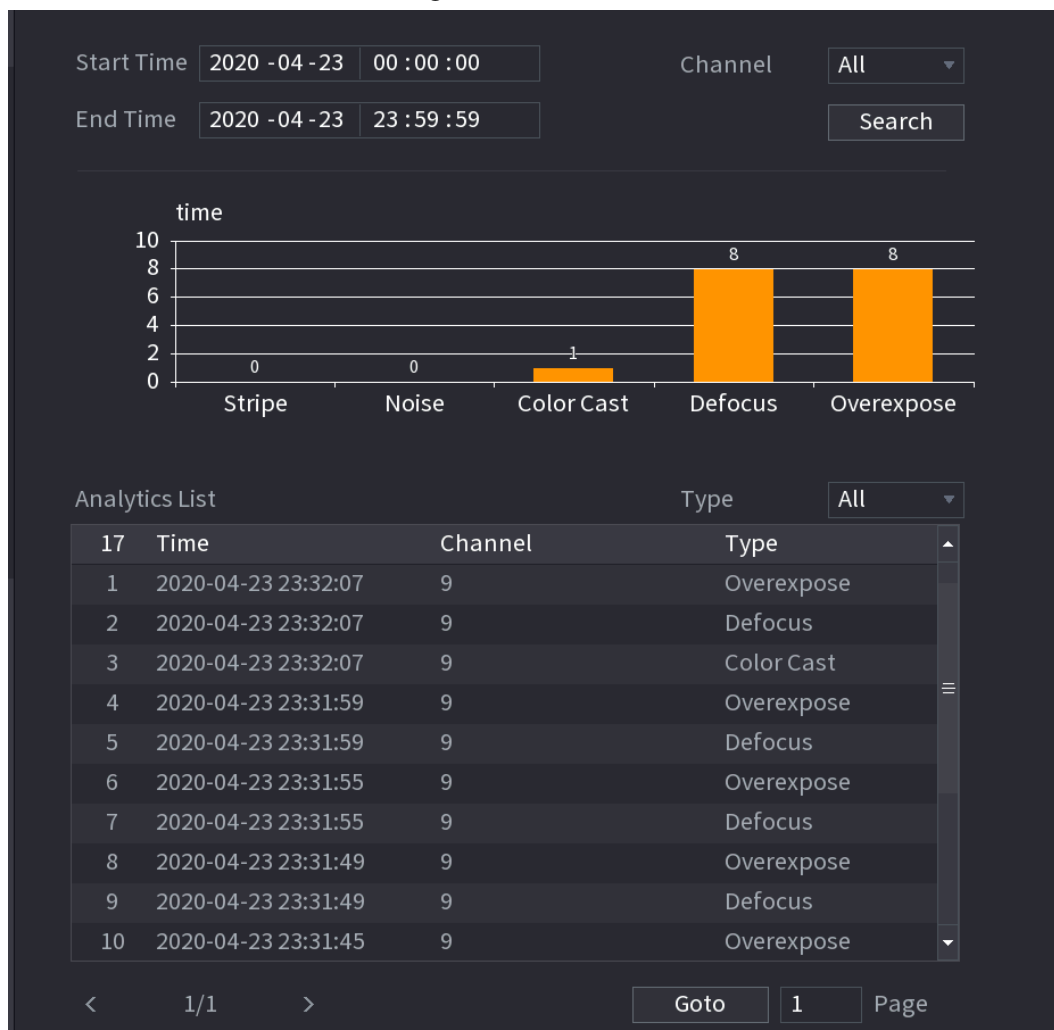 Start Time 2020 -04 -23 00 : 00 : 00 Channel All
End Time 2020 -04 -23 23 : 59 : 59 Search
time
10
8
6
4
2
0
0 0 1 8 8
Stripe Noise Color Cast Defocus Overexpose
Analytics List Type All
17 Time Channel Type
1 2020-04-23 23:32:07 9 Overexpose
2 2020-04-23 23:32:07 9 Defocus
3 2020-04-23 23:32:07 9 Color Cast
4 2020-04-23 23:31:59 9 Overexpose
5 2020-04-23 23:31:59 9 Defocus
6 2020-04-23 23:31:55 9 Overexpose
7 2020-04-23 23:31:55 9 Defocus
8 2020-04-23 23:31:49 9 Overexpose
9 2020-04-23 23:31:49 9 Defocus
10 2020-04-23 23:31:45 9 Overexpose
< 1/1 > Goto 1 Page